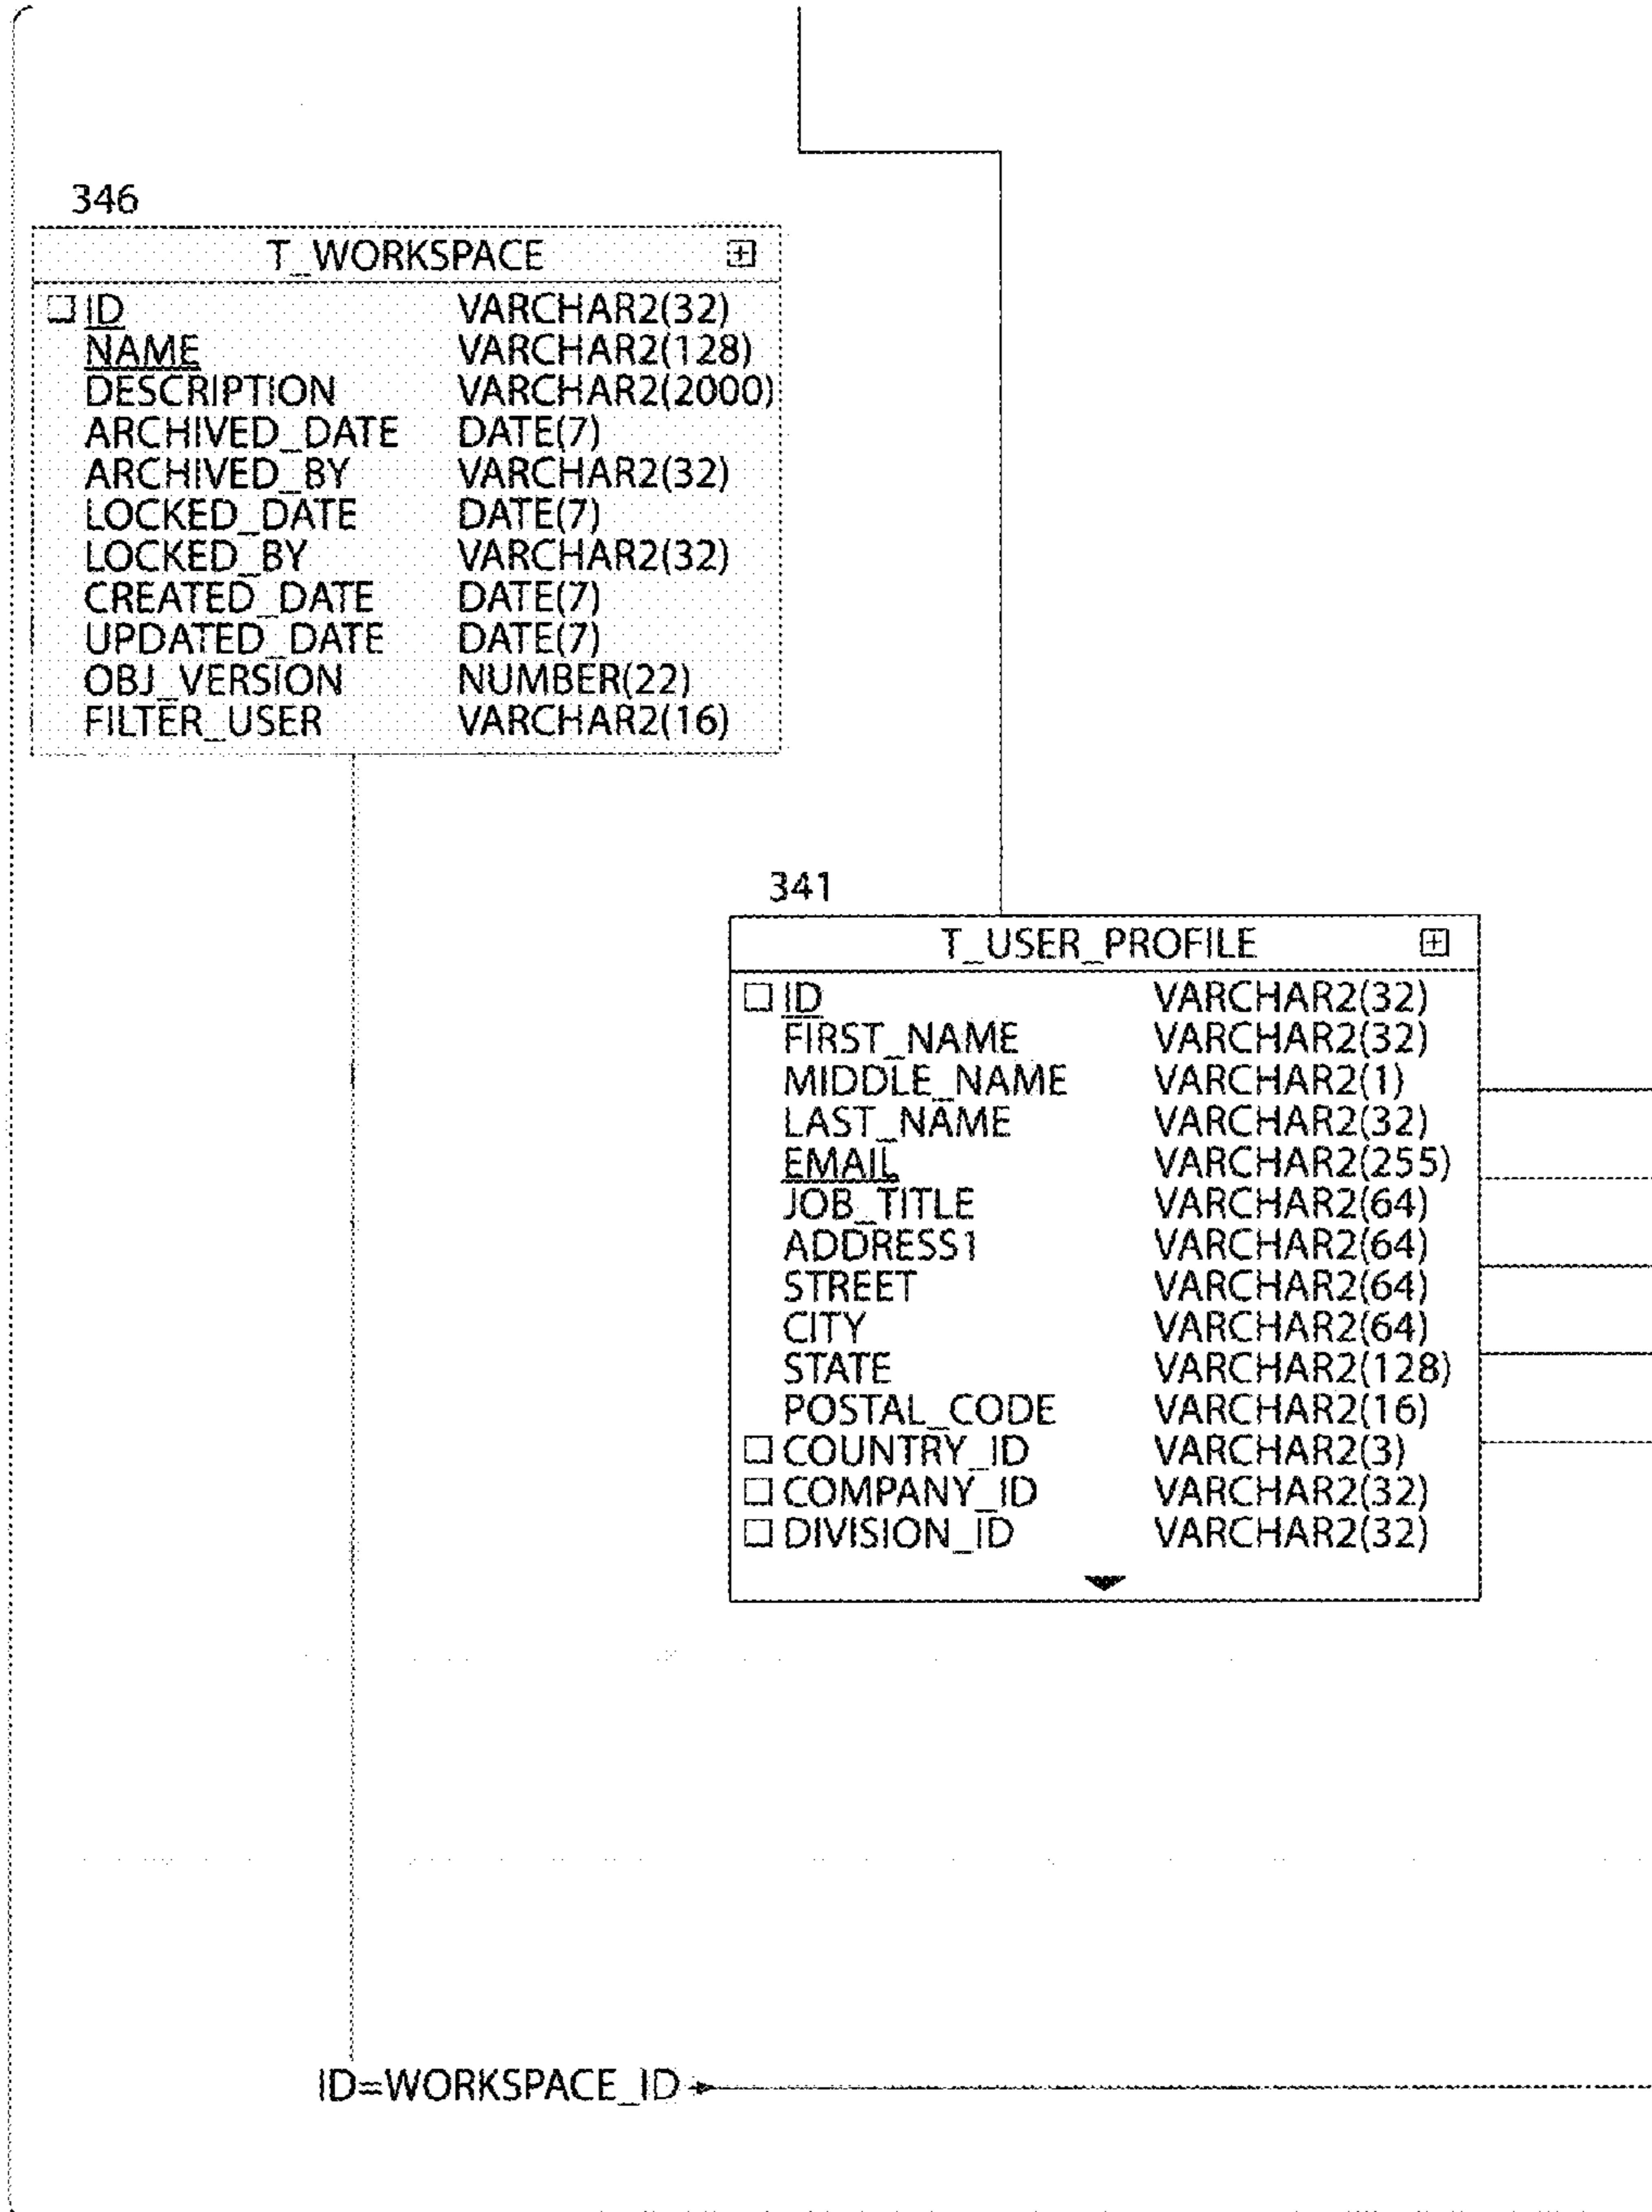 346
T_WORKSPACE
ID VARCHAR2(32)
NAME VARCHAR2(128)
DESCRIPTION VARCHAR2(2000)
ARCHIVED_DATE DATE(7)
ARCHIVED_BY VARCHAR2(32)
LOCKED_DATE DATE(7)
LOCKED_BY VARCHAR2(32)
CREATED_DATE DATE(7)
UPDATED_DATE DATE(7)
OBJ_VERSION NUMBER(22)
FILTER_USER VARCHAR2(16)
341
T_USER_PROFILE
ID VARCHAR2(32)
FIRST_NAME VARCHAR2(32)
MIDDLE_NAME VARCHAR2(1)
LAST_NAME VARCHAR2(32)
EMAIL VARCHAR2(255)
JOB_TITLE VARCHAR2(64)
ADDRESS1 VARCHAR2(64)
STREET VARCHAR2(64)
CITY VARCHAR2(64)
STATE VARCHAR2(128)
POSTAL_CODE VARCHAR2(16)
COUNTRY_ID VARCHAR2(3)
COMPANY_ID VARCHAR2(32)
DIVISION_ID VARCHAR2(32)
ID=WORKSPACE_ID